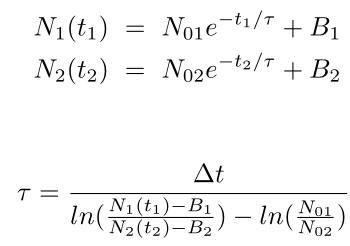 N₁(t₁) = N₀₁e^{−t₁/τ} + B₁
N₂(t₂) = N₀₂e^{−t₂/τ} + B₂
τ = Δt / (ln((N₁(t₁)−B₁)/(N₂(t₂)−B₂)) − ln(N₀₁/N₀₂))